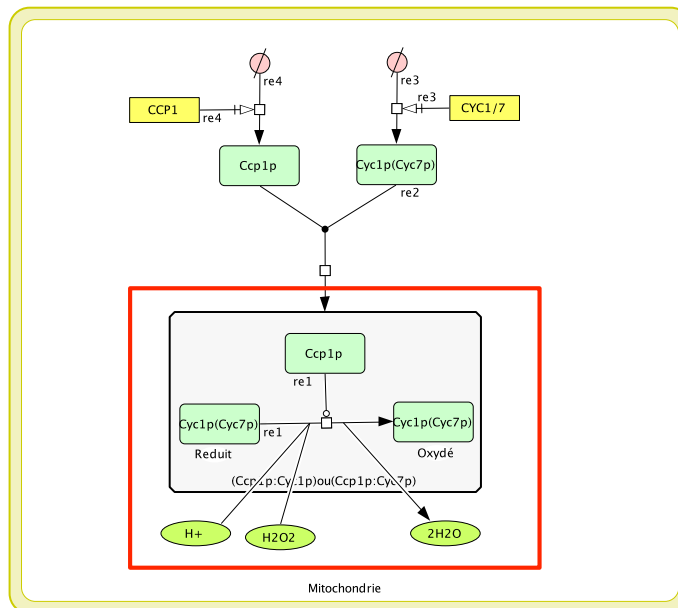 re4
re3
CCP1
re4
re3
CYC1/7
Ccp1p
Cyc1p(Cyc7p)
re2
Ccp1p
re1
Cyc1p(Cyc7p)
re1
Cyc1p(Cyc7p)
Reduit
Oxydé
(Ccp1p:Cyc1p)ou(Ccp1p:Cyc7p)
H+
H2O2
2H2O
Mitochondrie